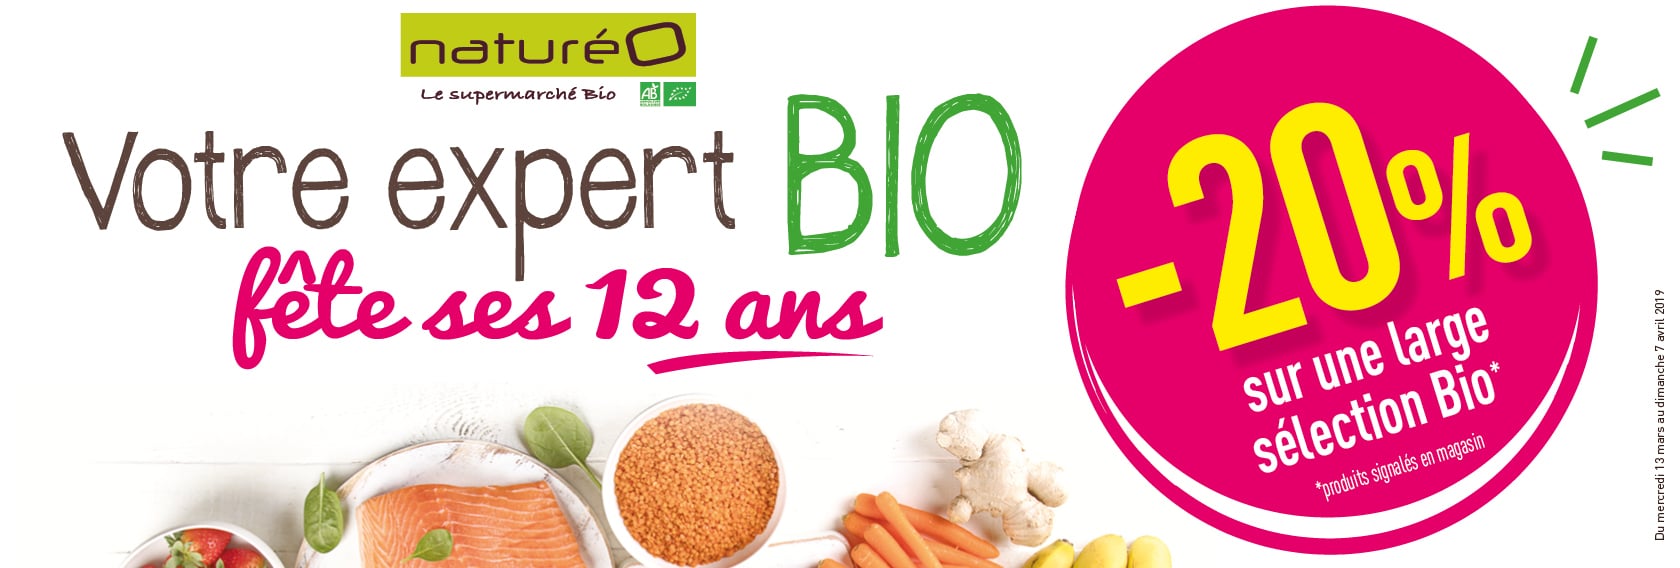 naturéO
Le supermarché Bio
AB
Votre expert BIO
fête ses 12 ans
-20%
sur une large
sélection Bio*
*produits signalés en magasin
Du mercredi 13 mars au dimanche 7 avril 2019